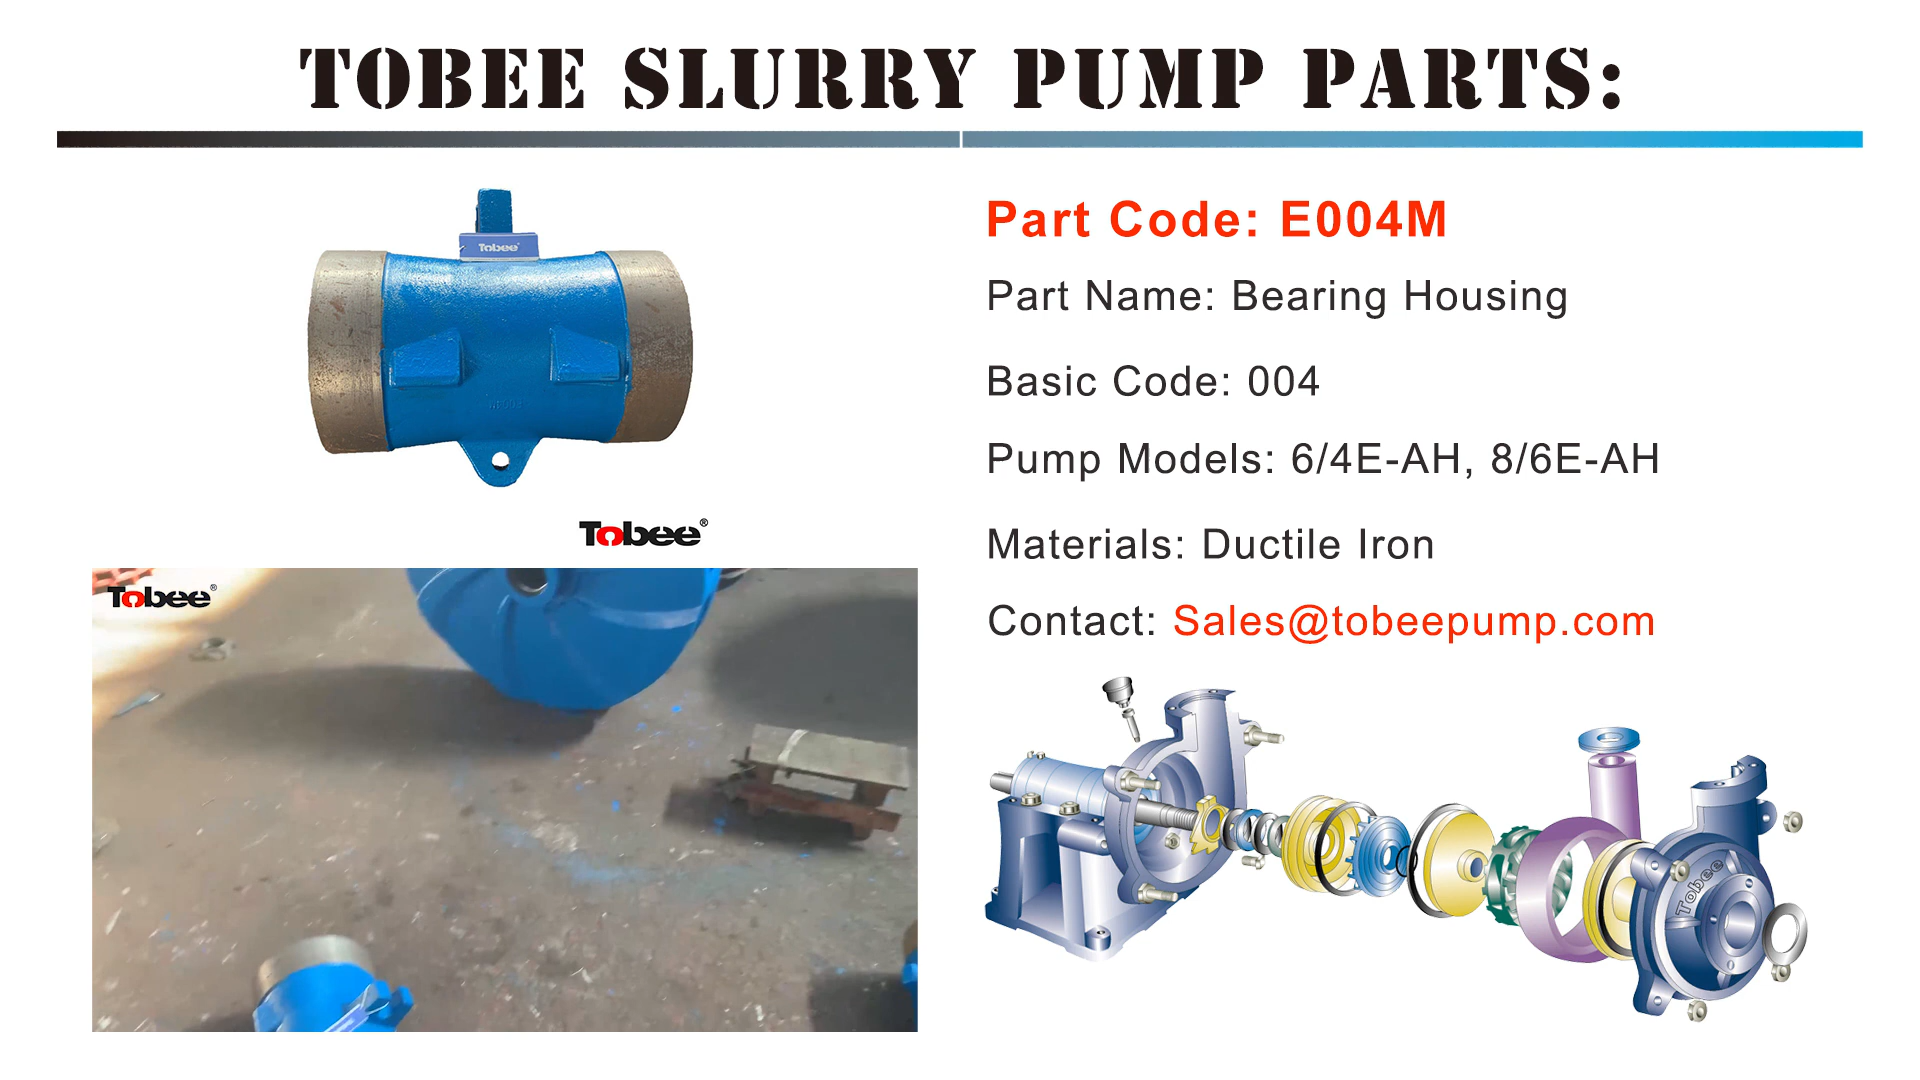 TOBEE SLURRY PUMP PARTS:
Tobee®
Part Code: E004M
Part Name: Bearing Housing
Basic Code: 004
Pump Models: 6/4E-AH, 8/6E-AH
Materials: Ductile Iron
Contact: Sales@tobeepump.com
Tobee®
Tobee®
Tobee